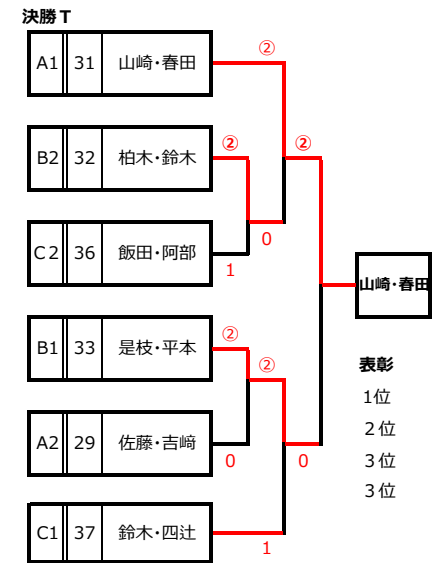 決勝T
A1 31 山崎・春田
②
B2 32 柏木・鈴木
② ②
0
C2 36 飯田・阿部
1
山崎・春田
B1 33 是枝・平本
② ②
表彰
1位
A2 29 佐藤・吉﨑
2位
0 0
3位
3位
C1 37 鈴木・四辻
1